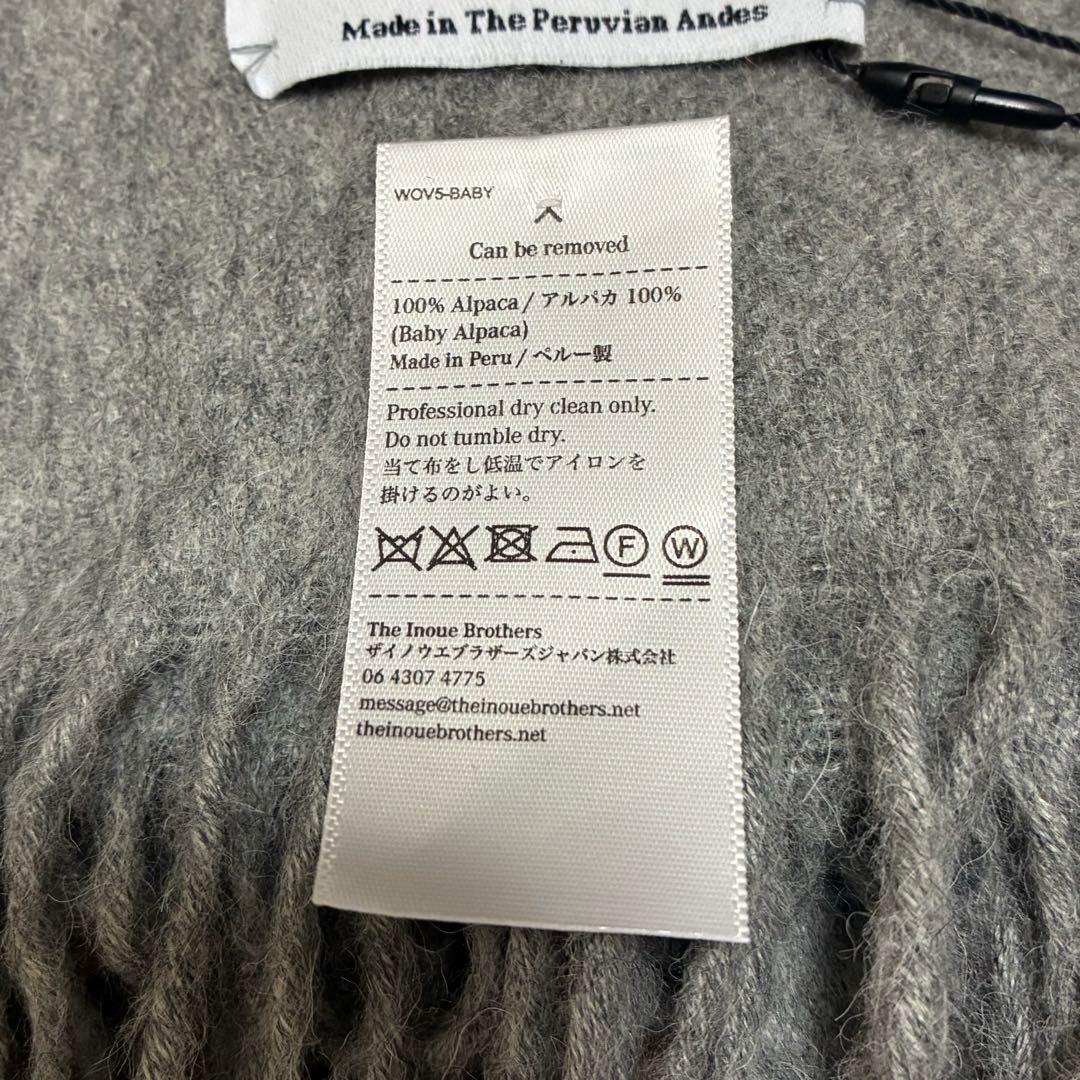 Made in The Peruvian Andes
WOV5-BABY
Can be removed
100% Alpaca / アルパカ 100%
(Baby Alpaca)
Made in Peru / ペルー製
Professional dry clean only.
Do not tumble dry.
当て布をし低温でアイロンを
掛けるのがよい。
F W
The Inoue Brothers
ザイノウエブラザーズジャパン株式会社
06 4307 4775
message@theinouebrothers.net
theinouebrothers.net